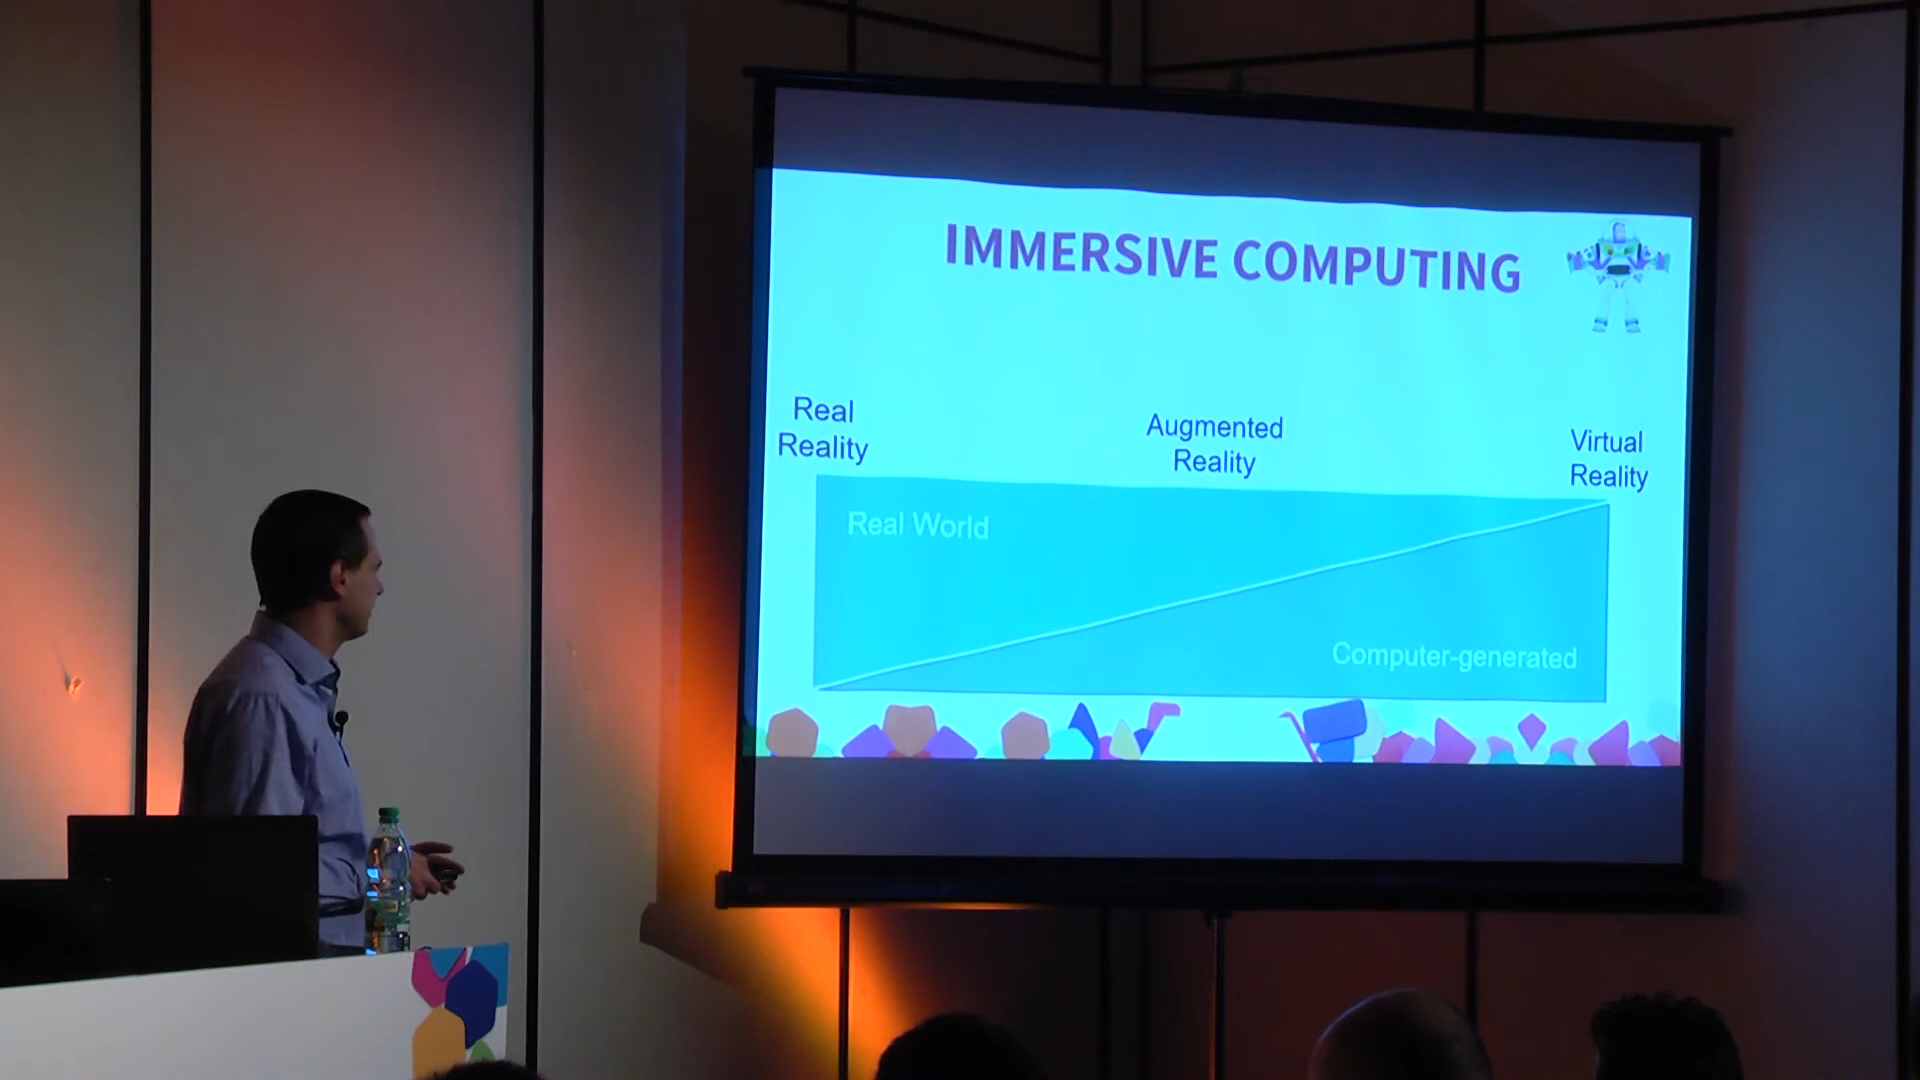 IMMERSIVE COMPUTING
Real
Reality
Augmented
Reality
Virtual
Reality
Real World
Computer-generated